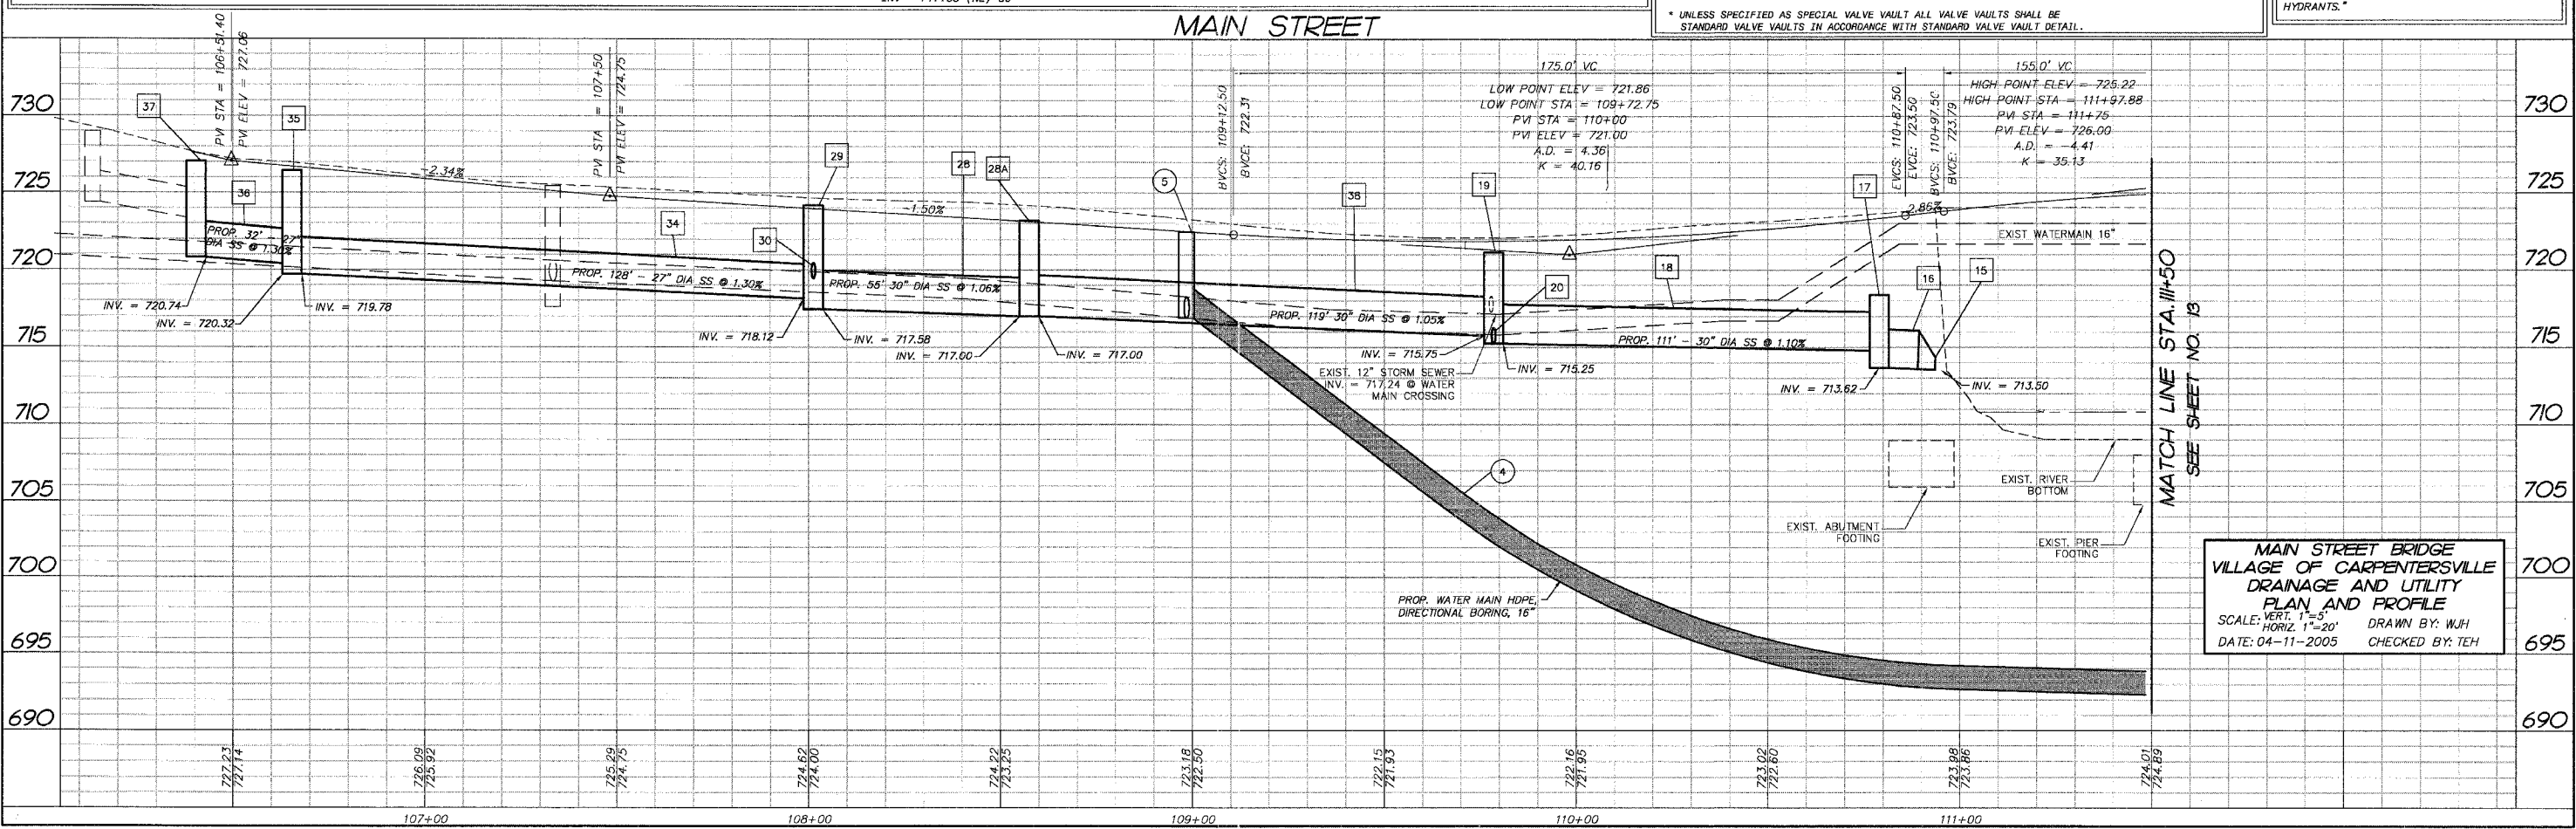 * UNLESS SPECIFIED AS SPECIAL VALVE VAULT ALL VALVE VAULTS SHALL BE
STANDARD VALVE VAULTS IN ACCORDANCE WITH STANDARD VALVE VAULT DETAIL.
HYDRANTS."
MAIN STREET
PVI STA = 106+51.40
PVI ELEV = 727.06
PVI STA = 107+50
PVI ELEV = 724.75
BVCS: 109+12.50
BVCE: 722.31
175.0' VC
LOW POINT ELEV = 721.86
LOW POINT STA = 109+72.75
PVI STA = 110+00
PVI ELEV = 721.00
A.D. = 4.36
K = 40.16
EVCS: 110+87.50
EVCE: 723.50
BVCS: 110+97.50
BVCE: 723.79
155.0' VC
HIGH POINT ELEV = 725.22
HIGH POINT STA = 111+97.88
PVI STA = 111+75
PVI ELEV = 726.00
A.D. = -4.41
K = 35.13
730
725
720
715
710
705
700
695
690
730
725
720
715
710
705
700
695
690
37
35
36
34
30
29
28
28A
5
38
19
20
18
17
16
15
4
-2.34%
-1.50%
2.86%
PROP. 32' - 27"
DIA SS @ 1.30%
PROP. 128' - 27" DIA SS @ 1.30%
PROP. 55' 30" DIA SS @ 1.06%
PROP. 119' 30" DIA SS @ 1.05%
PROP. 111' - 30" DIA SS @ 1.10%
INV. = 720.74
INV. = 720.32
INV. = 719.78
INV. = 718.12
INV. = 717.58
INV. = 717.00
INV. = 717.00
INV. = 715.75
EXIST. 12" STORM SEWER
INV. = 717.24 @ WATER
MAIN CROSSING
INV. = 715.25
INV. = 713.62
INV. = 713.50
EXIST WATERMAIN 16"
EXIST. RIVER
BOTTOM
EXIST. ABUTMENT
FOOTING
EXIST. PIER
FOOTING
PROP. WATER MAIN HDPE,
DIRECTIONAL BORING, 16"
MATCH LINE STA.111+50
SEE SHEET NO. 13
MAIN STREET BRIDGE
VILLAGE OF CARPENTERSVILLE
DRAINAGE AND UTILITY
PLAN AND PROFILE
SCALE: VERT. 1"=5'
HORIZ. 1"=20'
DRAWN BY: WJH
DATE: 04-11-2005
CHECKED BY: TEH
727.23
727.14
726.09
725.92
725.29
724.75
724.62
724.00
724.22
723.25
723.18
722.50
722.15
721.93
722.16
721.95
723.02
722.60
723.98
723.86
724.01
724.89
107+00
108+00
109+00
110+00
111+00